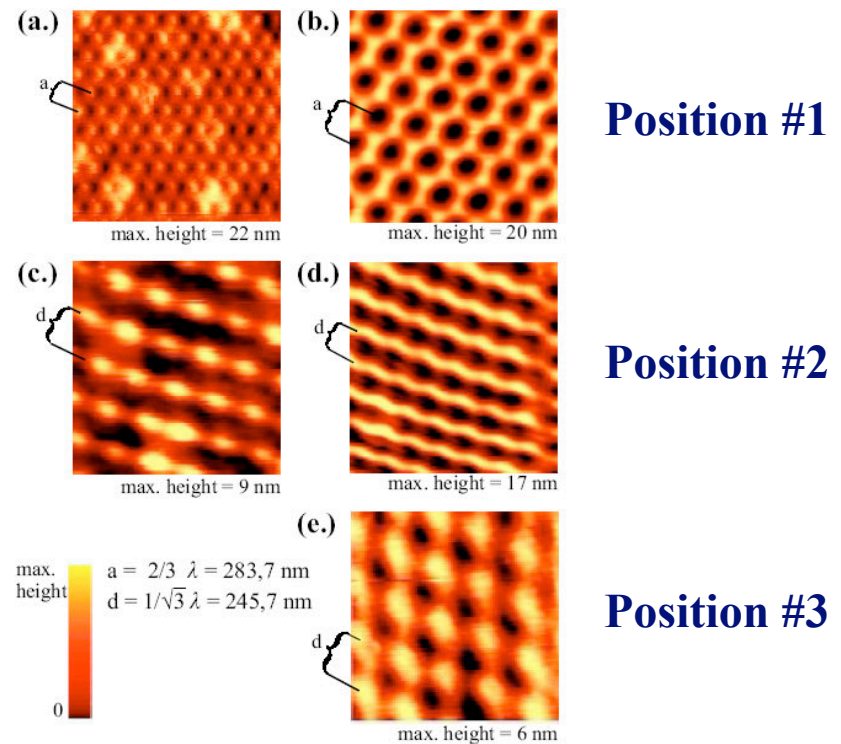 (a.)
a
max. height = 22 nm
(b.)
a
max. height = 20 nm
Position #1
(c.)
d
max. height = 9 nm
(d.)
d
max. height = 17 nm
Position #2
(e.)
d
max. height = 6 nm
Position #3
max.
height
0
a = 2/3 λ = 283,7 nm
d = 1/√3 λ = 245,7 nm